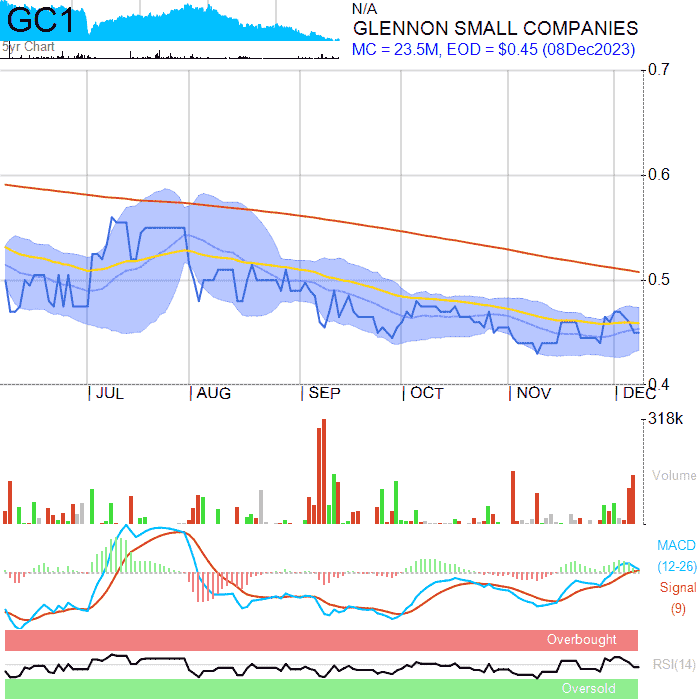 GC1
5yr Chart
N/A
GLENNON SMALL COMPANIES
MC = 23.5M, EOD = $0.45 (08Dec2023)
0.7
0.6
0.5
0.4
JUL AUG SEP OCT NOV DEC
318k
Volume
MACD
(12-26)
Signal
(9)
Overbought
RSI(14)
Oversold